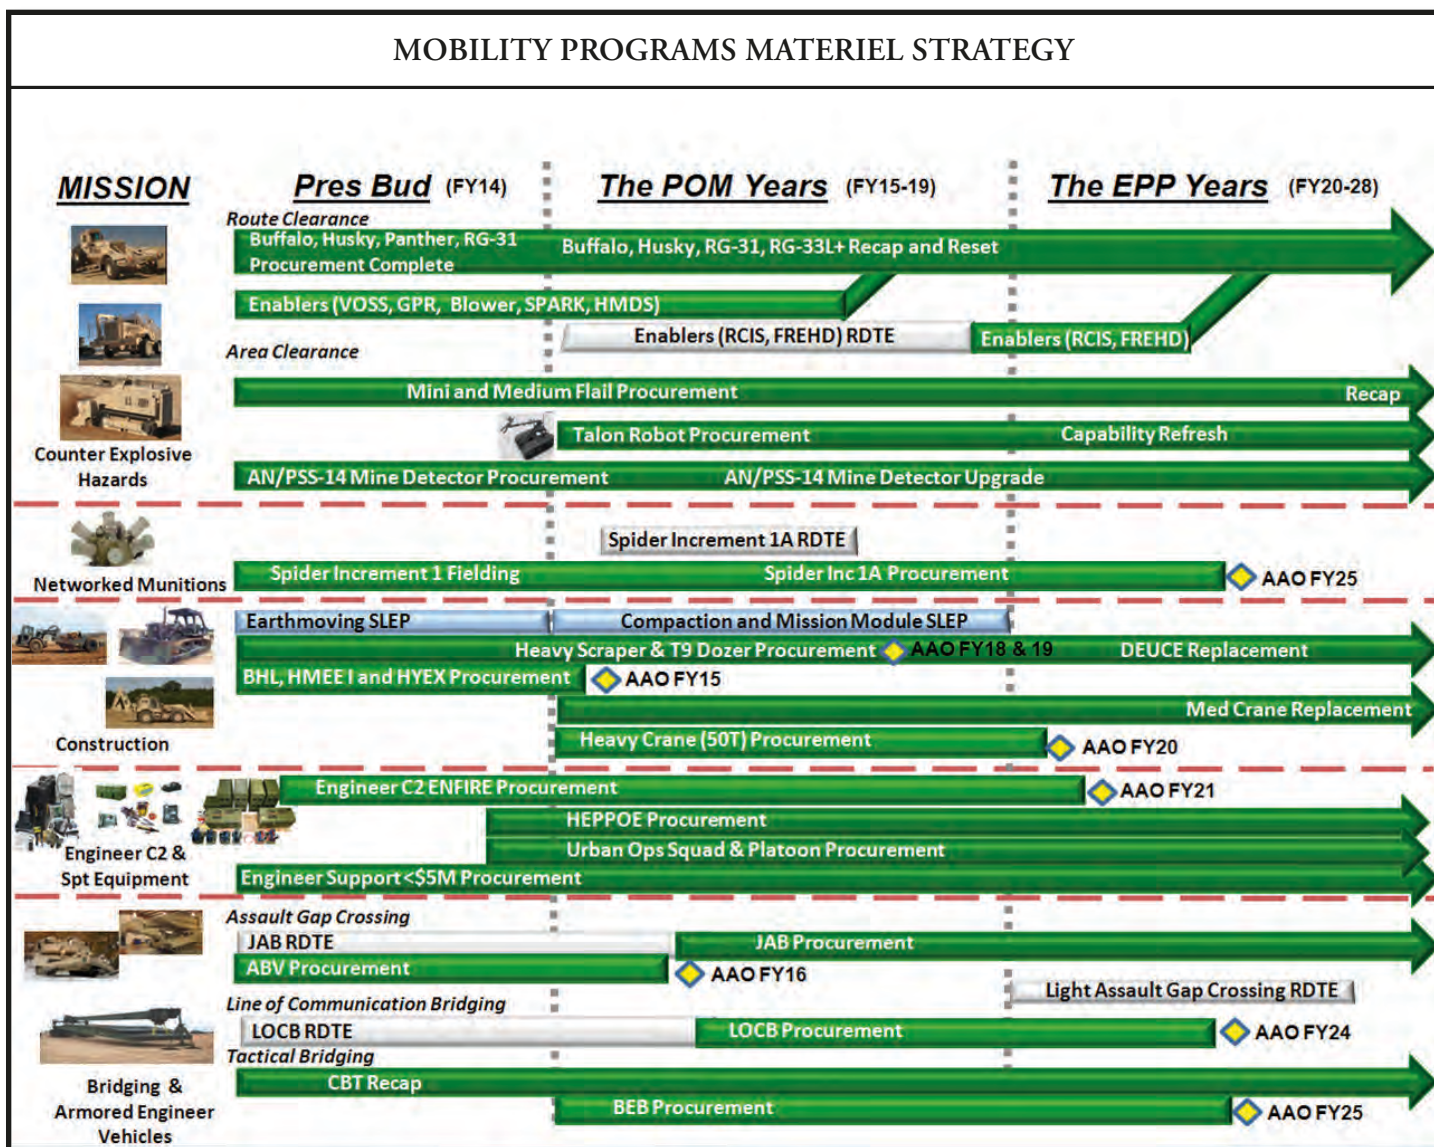 MOBILITY PROGRAMS MATERIEL STRATEGY
MISSION
Pres Bud (FY14)
The POM Years (FY15-19)
The EPP Years (FY20-28)
Route Clearance
Buffalo, Husky, Panther, RG-31
Procurement Complete
Buffalo, Husky, RG-31, RG-33L+ Recap and Reset
Enablers (VOSS, GPR, Blower, SPARK, HMDS)
Enablers (RCIS, FREHD) RDTE
Enablers (RCIS, FREHD)
Area Clearance
Mini and Medium Flail Procurement
Recap
Talon Robot Procurement
Capability Refresh
Counter Explosive
Hazards
AN/PSS-14 Mine Detector Procurement
AN/PSS-14 Mine Detector Upgrade
Spider Increment 1A RDTE
Networked Munitions
Spider Increment 1 Fielding
Spider Inc 1A Procurement
AAO FY25
Earthmoving SLEP
Compaction and Mission Module SLEP
Heavy Scraper & T9 Dozer Procurement
AAO FY18 & 19
DEUCE Replacement
BHL, HMEE I and HYEX Procurement
AAO FY15
Med Crane Replacement
Construction
Heavy Crane (50T) Procurement
AAO FY20
Engineer C2 ENFIRE Procurement
AAO FY21
HEPPOE Procurement
Urban Ops Squad & Platoon Procurement
Engineer C2 &
Spt Equipment
Engineer Support <$5M Procurement
Assault Gap Crossing
JAB RDTE
JAB Procurement
ABV Procurement
AAO FY16
Light Assault Gap Crossing RDTE
Line of Communication Bridging
LOCB RDTE
LOCB Procurement
AAO FY24
Tactical Bridging
CBT Recap
BEB Procurement
AAO FY25
Bridging &
Armored Engineer
Vehicles